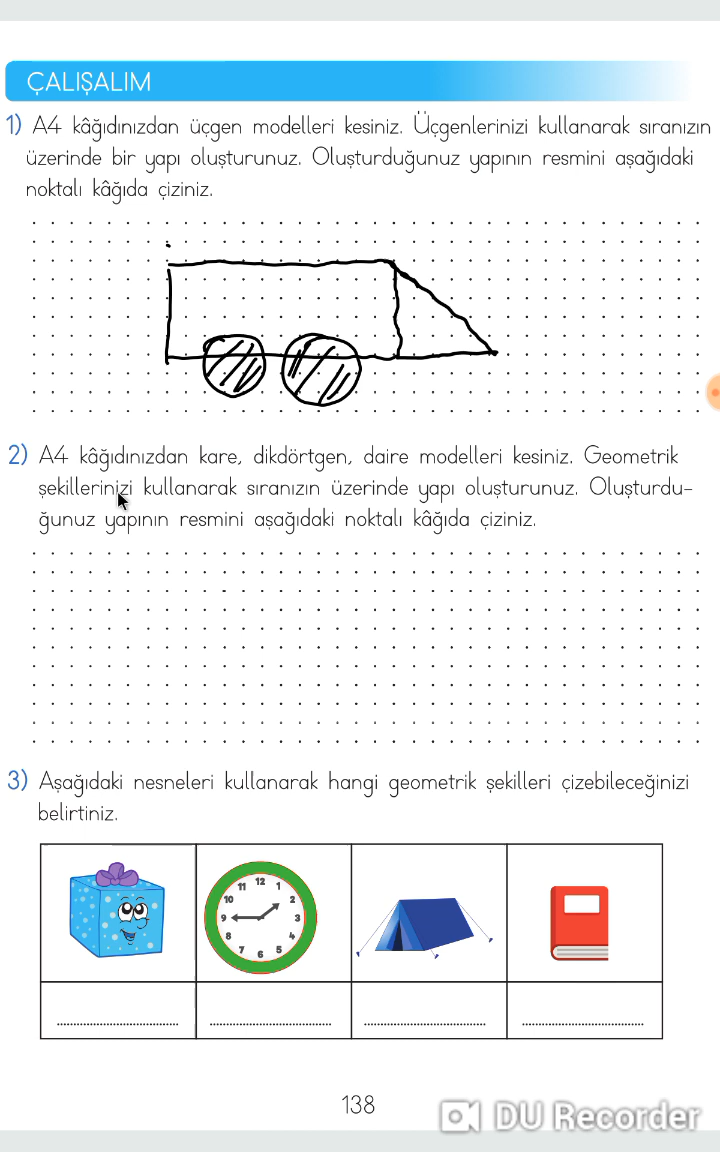 ÇALIŞALIM
1) A4 kâğıdınızdan üçgen modelleri kesiniz. Üçgenlerinizi kullanarak sıranızın
üzerinde bir yapı oluşturunuz. Oluşturduğunuz yapının resmini aşağıdaki
noktalı kâğıda çiziniz.
2) A4 kâğıdınızdan kare, dikdörtgen, daire modelleri kesiniz. Geometrik
şekillerinizi kullanarak sıranızın üzerinde yapı oluşturunuz. Oluşturdu-
ğunuz yapının resmini aşağıdaki noktalı kâğıda çiziniz.
3) Aşağıdaki nesneleri kullanarak hangi geometrik şekilleri çizebileceğinizi
belirtiniz.
12
11 1
10 2
9 3
8 4
7 5
6
138
DU Recorder